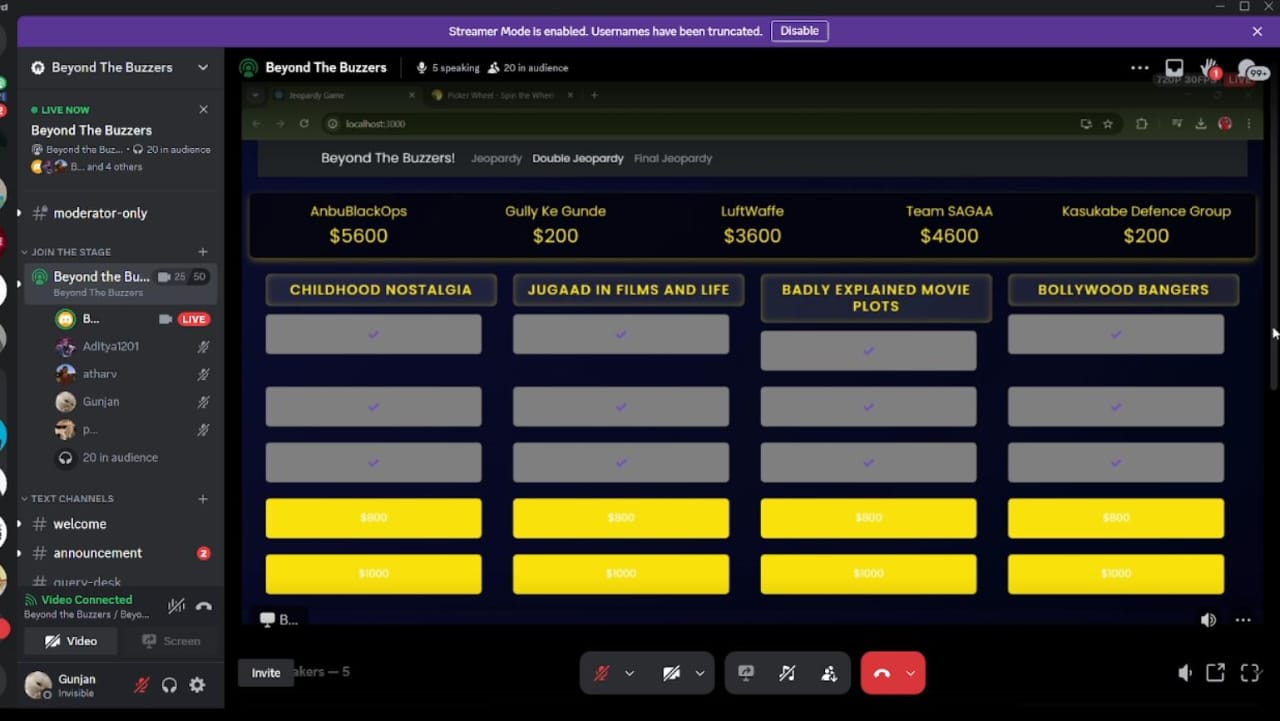 Streamer Mode is enabled. Usernames have been truncated. Disable
Beyond The Buzzers
LIVE NOW
Beyond The Buzzers
Beyond the Buz... • 20 in audience
B... and 4 others
moderator-only
JOIN THE STAGE
Beyond the Bu... 25 50
Beyond The Buzzers
B... LIVE
Aditya1201
atharv
Gunjan
p...
20 in audience
TEXT CHANNELS
# welcome
# announcement 2
# query-desk
Video Connected
Beyond the Buzzers / Beyo...
Video Screen
Gunjan
Invisible
Beyond The Buzzers 5 speaking 20 in audience
1 99+
720P 30FPS LIVE
Jeopardy Game Picker Wheel - Spin the Wheel
localhost:3000
Beyond The Buzzers! Jeopardy Double Jeopardy Final Jeopardy
AnbuBlackOps Gully Ke Gunde LuftWaffe Team SAGAA Kasukabe Defence Group
$5600 $200 $3600 $4600 $200
CHILDHOOD NOSTALGIA JUGAAD IN FILMS AND LIFE BADLY EXPLAINED MOVIE PLOTS BOLLYWOOD BANGERS
$800 $800 $800 $800
$1000 $1000 $1000 $1000
B...
Invite akers — 5